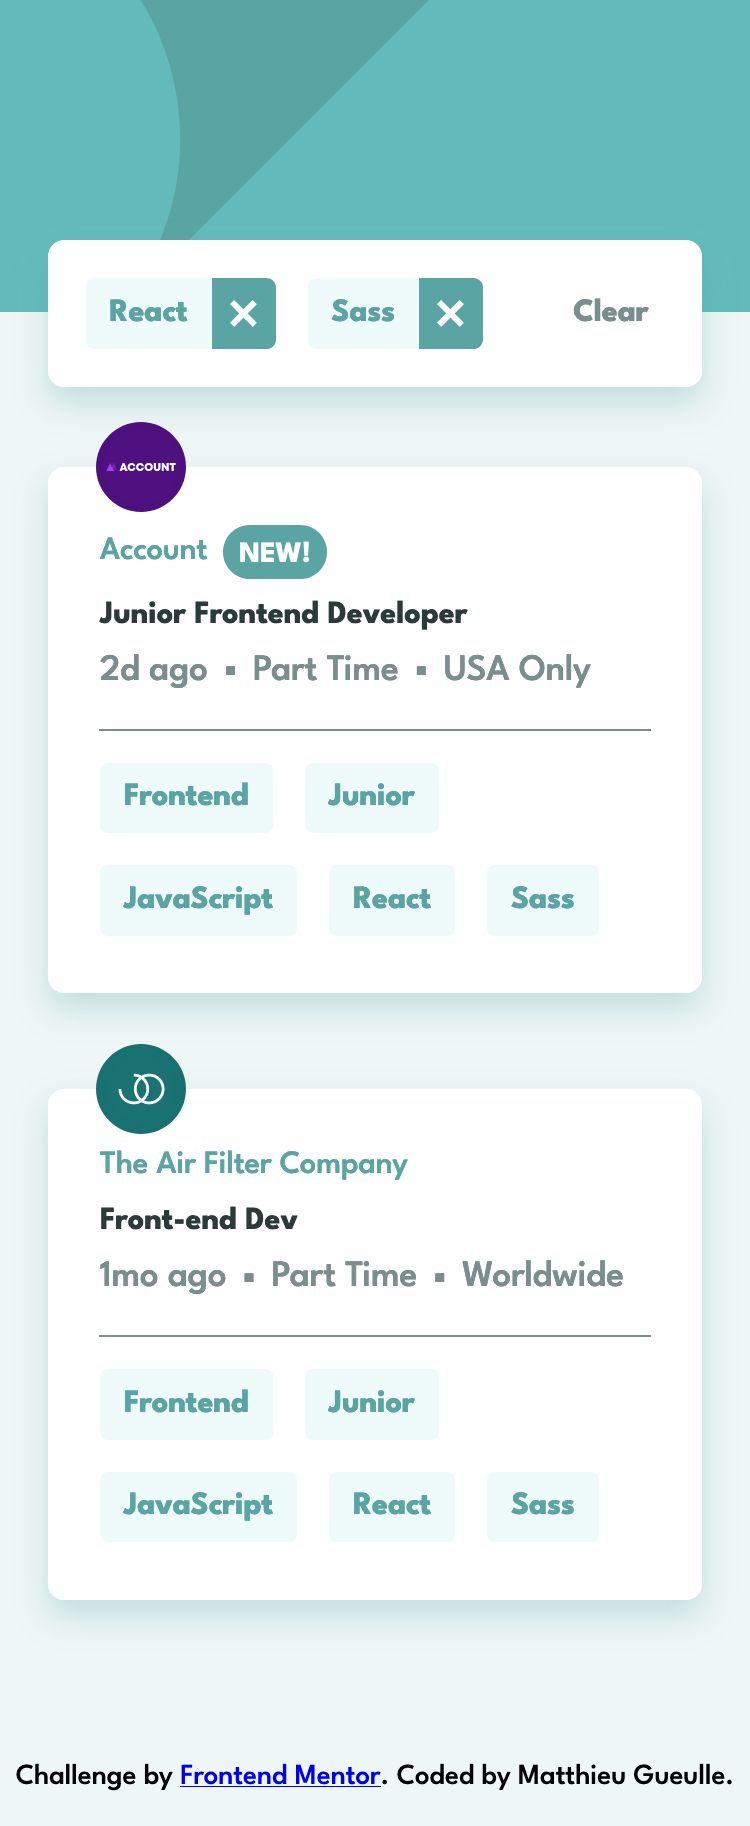 React Sass Clear
ACCOUNT
Account NEW!
Junior Frontend Developer
2d ago ▪ Part Time ▪ USA Only
Frontend Junior
JavaScript React Sass
The Air Filter Company
Front-end Dev
1mo ago ▪ Part Time ▪ Worldwide
Frontend Junior
JavaScript React Sass
Challenge by Frontend Mentor. Coded by Matthieu Gueulle.